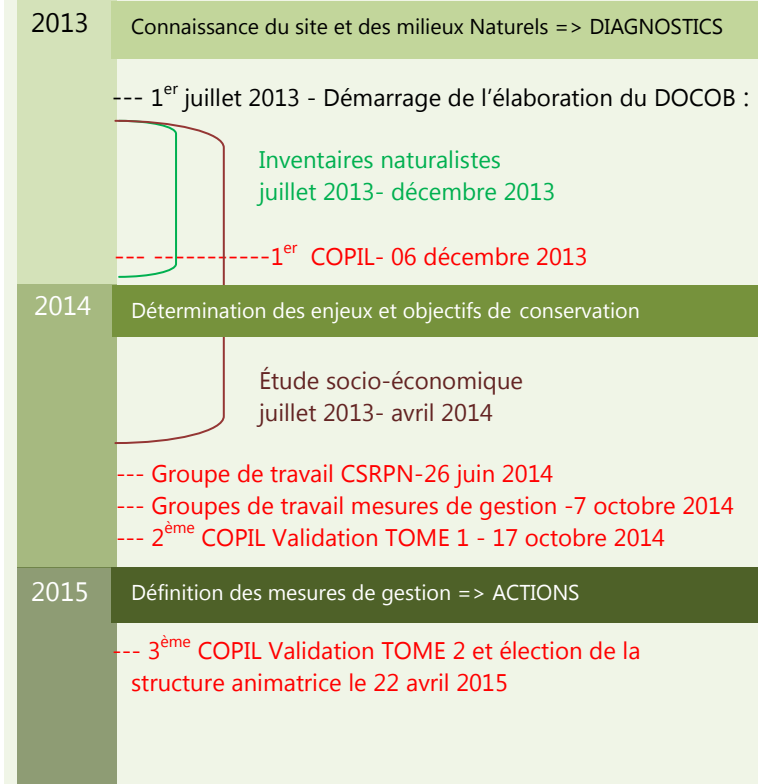 2013
Connaissance du site et des milieux Naturels => DIAGNOSTICS
--- 1er juillet 2013 - Démarrage de l'élaboration du DOCOB :
Inventaires naturalistes
juillet 2013- décembre 2013
--- -----------1er COPIL- 06 décembre 2013
2014
Détermination des enjeux et objectifs de conservation
Étude socio-économique
juillet 2013- avril 2014
--- Groupe de travail CSRPN-26 juin 2014
--- Groupes de travail mesures de gestion -7 octobre 2014
--- 2ème COPIL Validation TOME 1 - 17 octobre 2014
2015
Définition des mesures de gestion => ACTIONS
--- 3ème COPIL Validation TOME 2 et élection de la
structure animatrice le 22 avril 2015